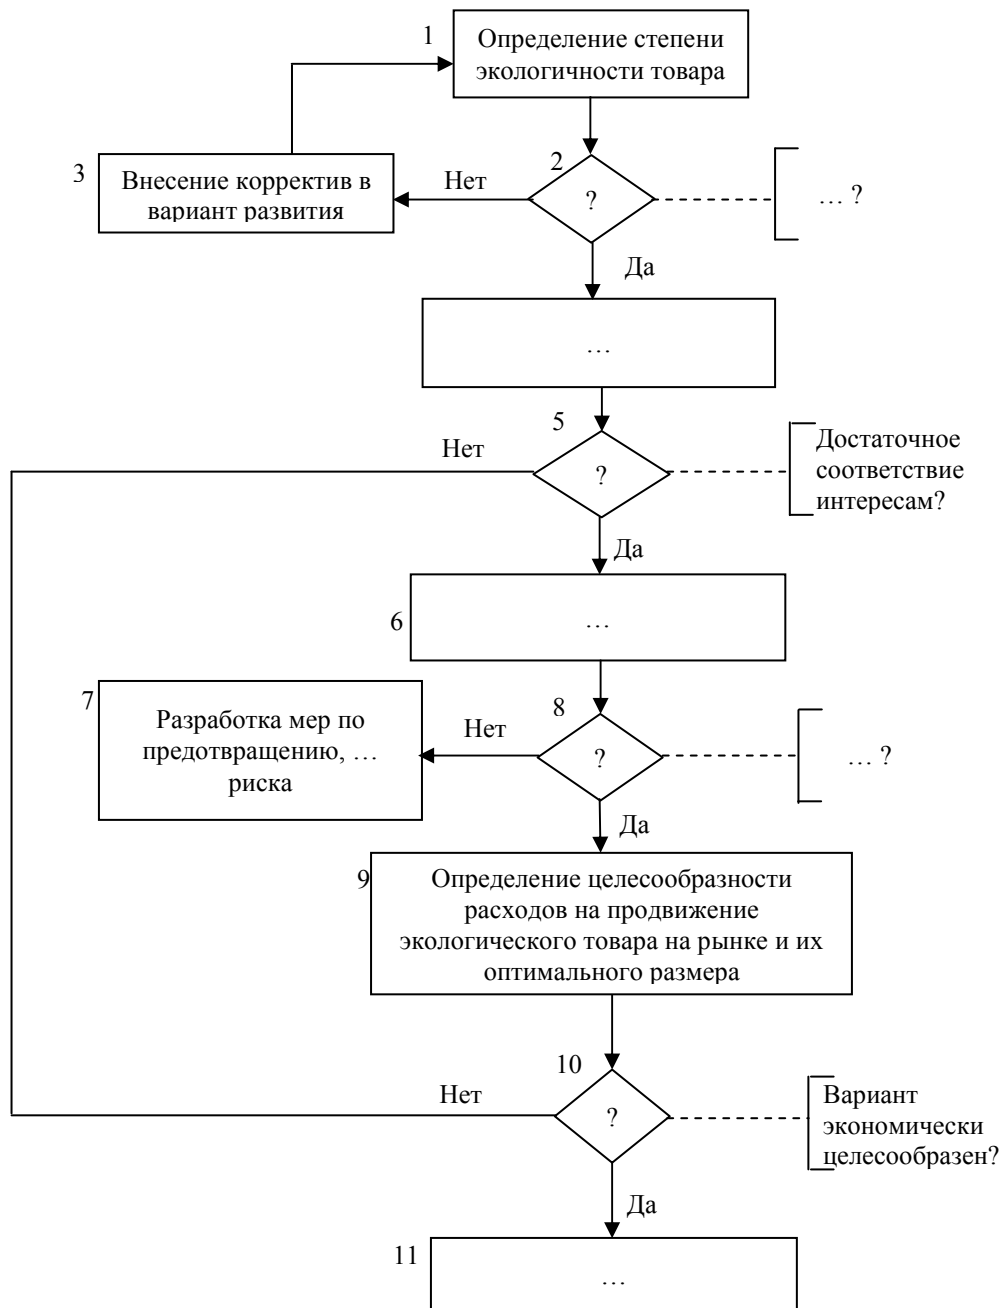 1
Определение степени
экологичности товара
3
Внесение корректив в
вариант развития
Нет
2
?
… ?
Да
…
5
Нет
?
Достаточное
соответствие
интересам?
Да
6
…
7
Разработка мер по
предотвращению, …
риска
Нет
8
?
… ?
Да
9
Определение целесообразности
расходов на продвижение
экологического товара на рынке и их
оптимального размера
10
Нет
?
Вариант
экономически
целесообразен?
Да
11
…